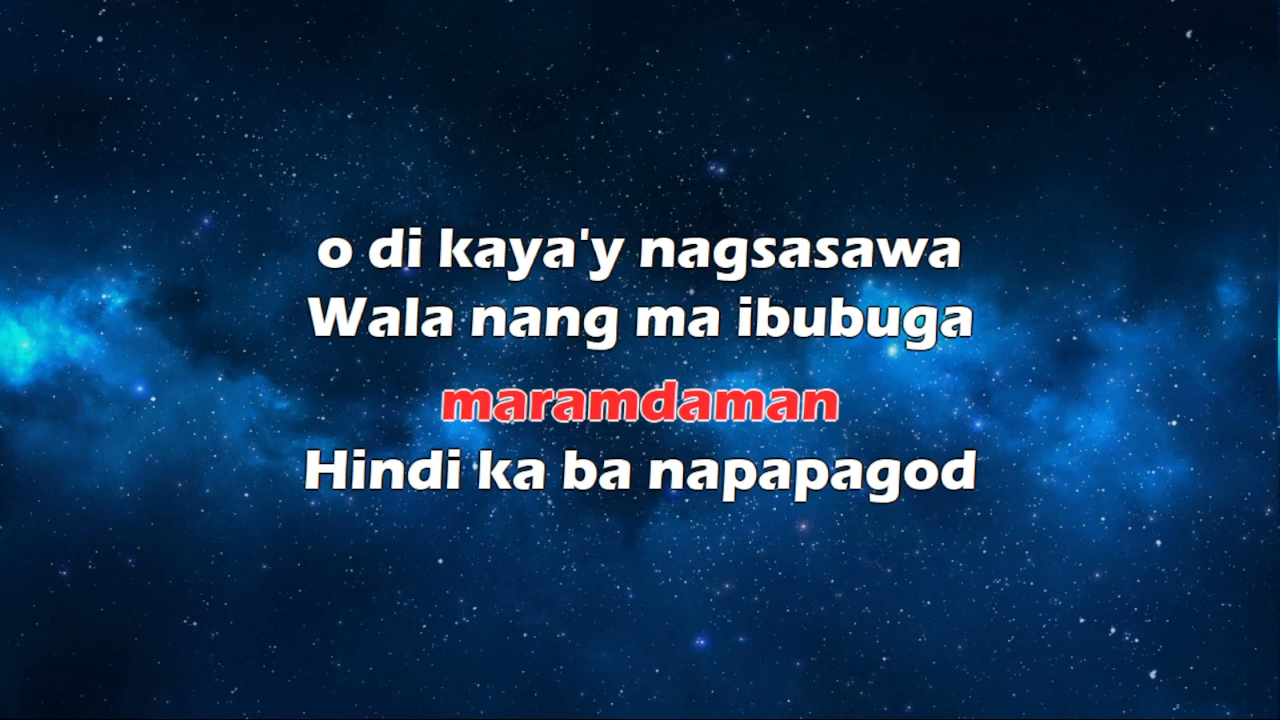 o di kaya'y nagsasawa
Wala nang ma ibubuga
maramdaman
Hindi ka ba napapagod